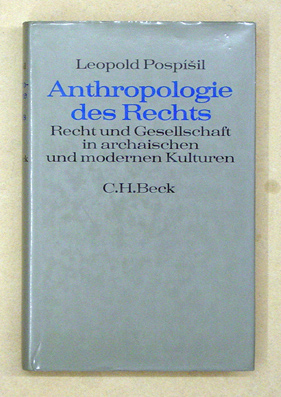 Leopold Pospíšil
Anthropologie
des Rechts
Recht und Gesellschaft
in archaischen
und modernen Kulturen
C.H.Beck